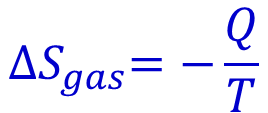 ΔS_gas = −Q/T